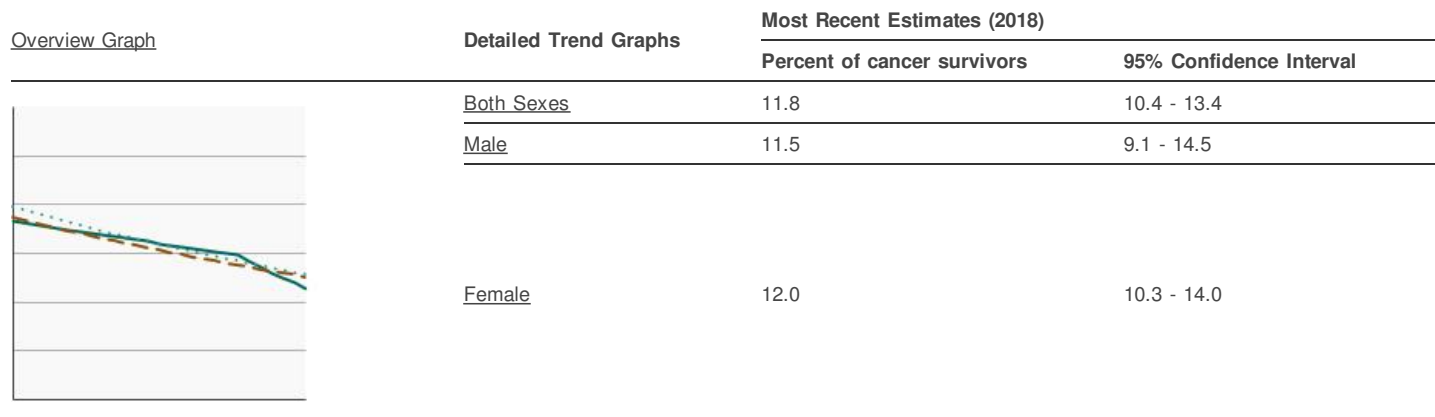 Overview Graph Detailed Trend Graphs Most Recent Estimates (2018)
Percent of cancer survivors 95% Confidence Interval
Both Sexes 11.8 10.4 - 13.4
Male 11.5 9.1 - 14.5
Female 12.0 10.3 - 14.0